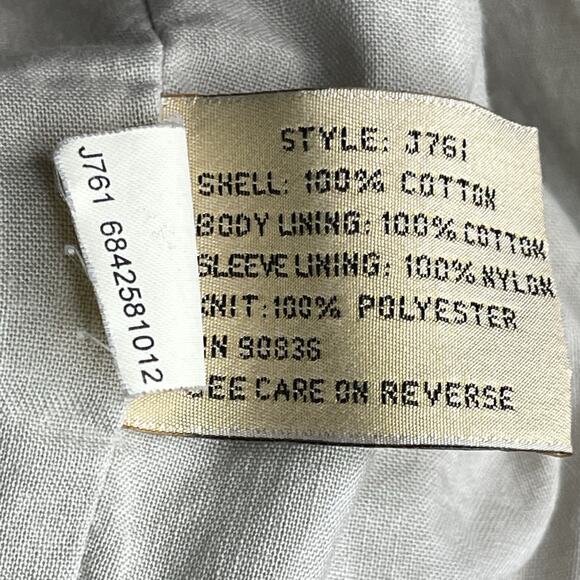 J761 6842581012
STYLE: J761
SHELL: 100% COTTON
BODY LINING: 100% COTTON
SLEEVE LINING: 100% NYLON
KNIT: 100% POLYESTER
RN 90836
SEE CARE ON REVERSE